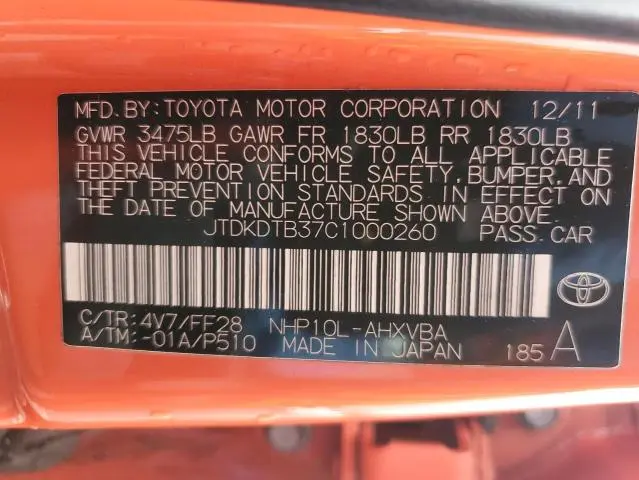 MFD. BY: TOYOTA MOTOR CORPORATION 12/11
GVWR 3475LB GAWR FR 1830LB RR 1830LB
THIS VEHICLE CONFORMS TO ALL APPLICABLE
FEDERAL MOTOR VEHICLE SAFETY, BUMPER, AND
THEFT PREVENTION STANDARDS IN EFFECT ON
THE DATE OF MANUFACTURE SHOWN ABOVE.
JTDKDTB37C1000260 PASS.CAR
C/TR: 4V7/FF28 NHP10L-AHXVBA
A/TM: -01A/P510 MADE IN JAPAN 185 A